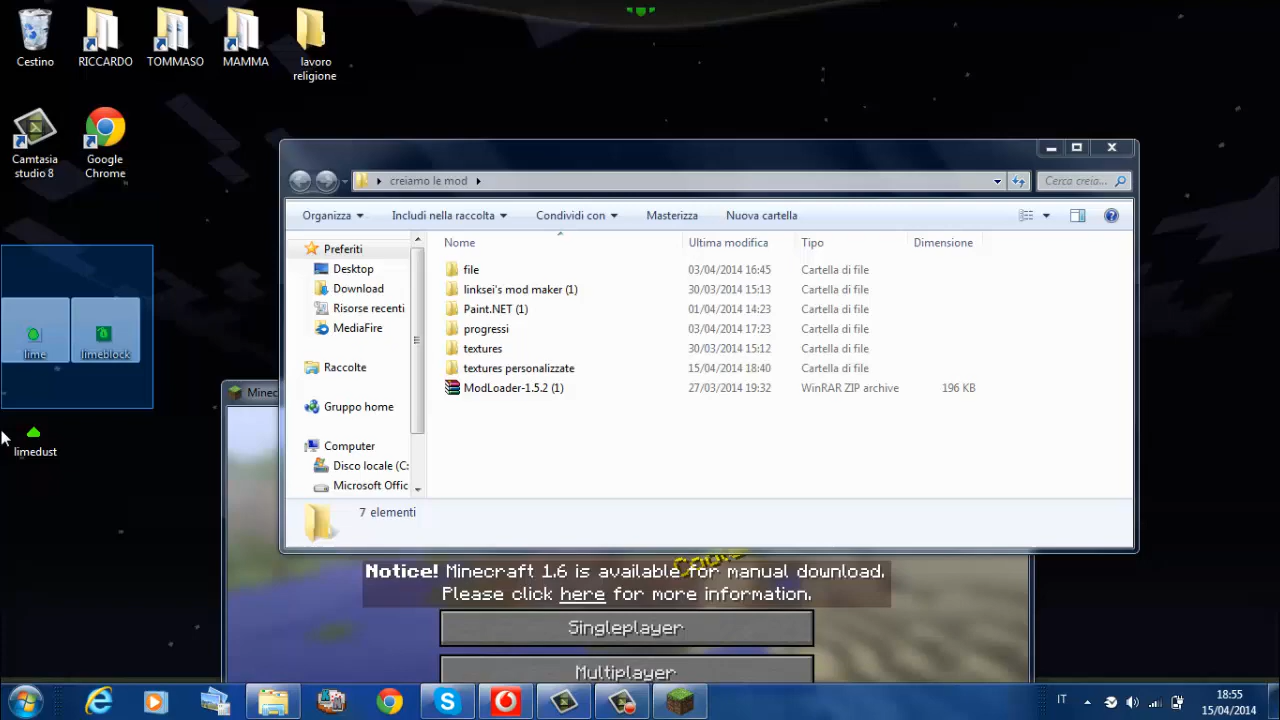 Cestino
RICCARDO
TOMMASO
MAMMA
lavoro
religione
Camtasia
studio 8
Google
Chrome
lime
limeblock
limedust
creiamo le mod
Cerca creia...
Organizza
Includi nella raccolta
Condividi con
Masterizza
Nuova cartella
Preferiti
Desktop
Download
Risorse recenti
MediaFire
Raccolte
Gruppo home
Computer
Disco locale (C:
Microsoft Offic
Nome Ultima modifica Tipo Dimensione
file 03/04/2014 16:45 Cartella di file
linksei's mod maker (1) 30/03/2014 15:13 Cartella di file
Paint.NET (1) 01/04/2014 14:23 Cartella di file
progressi 03/04/2014 17:23 Cartella di file
textures 30/03/2014 15:12 Cartella di file
textures personalizzate 15/04/2014 18:40 Cartella di file
ModLoader-1.5.2 (1) 27/03/2014 19:32 WinRAR ZIP archive 196 KB
7 elementi
Minec
Notice! Minecraft 1.6 is available for manual download.
Please click here for more information.
Singleplayer
Multiplayer
IT
18:55
15/04/2014